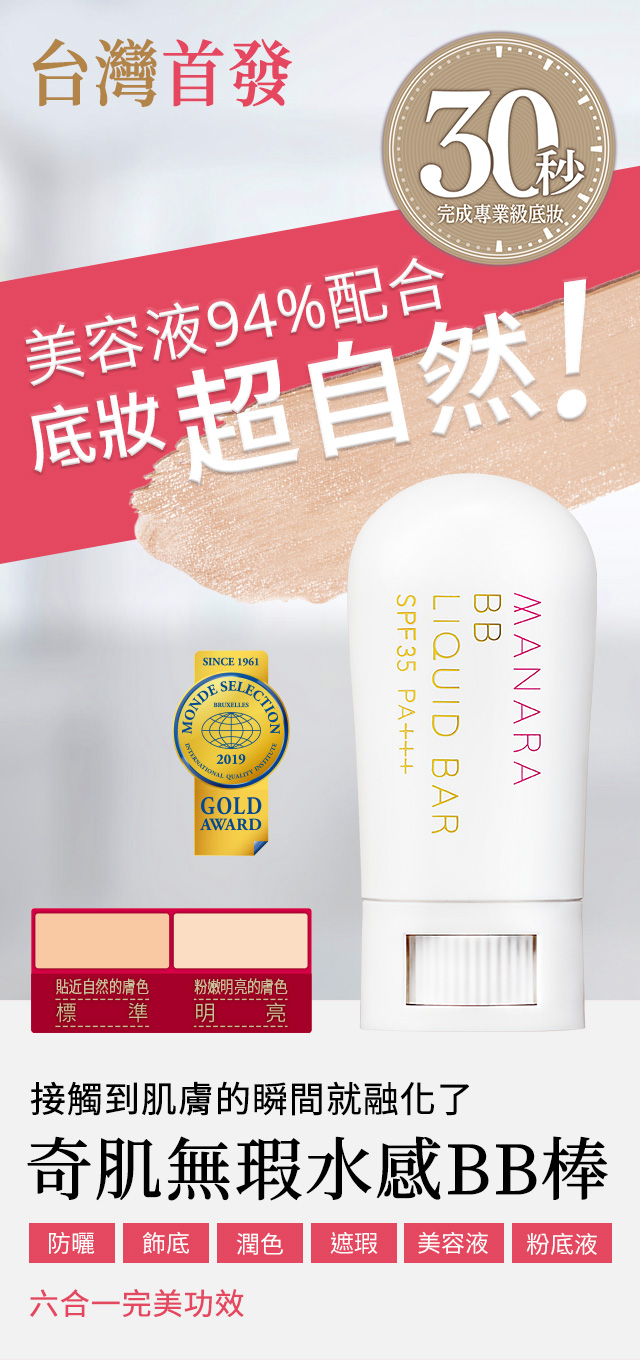 台灣首發
30秒
完成專業級底妝
美容液94%配合
底妝超自然!
MANARA
BB
LIQUID BAR
SPF35 PA+++
SINCE 1961
MONDE SELECTION
BRUXELLES
2019
INTERNATIONAL QUALITY INSTITUTE
GOLD
AWARD
貼近自然的膚色
標準
粉嫩明亮的膚色
明亮
接觸到肌膚的瞬間就融化了
奇肌無瑕水感BB棒
防曬 飾底 潤色 遮瑕 美容液 粉底液
六合一完美功效